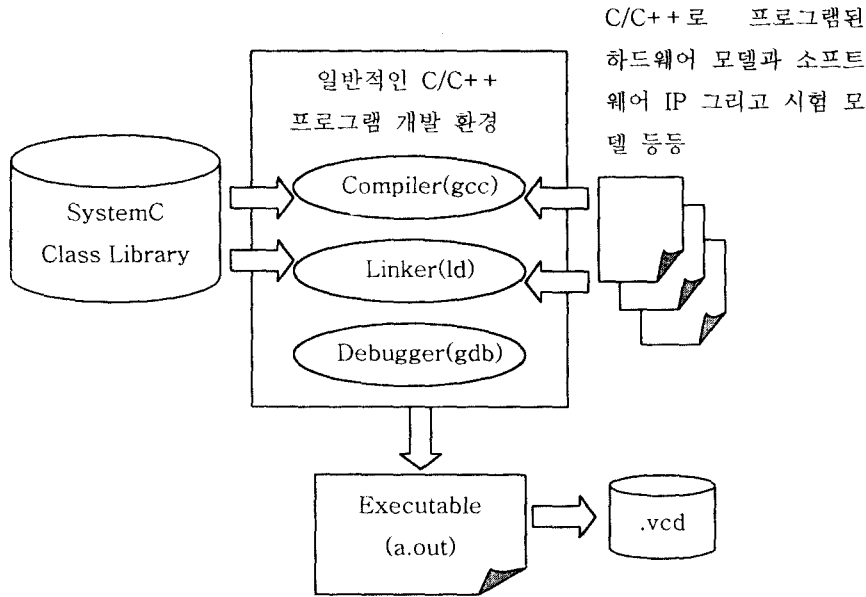 C/C++로 프로그램된
하드웨어 모델과 소프트
웨어 IP 그리고 시험 모
델 등등
일반적인 C/C++
프로그램 개발 환경
SystemC
Class Library
Compiler(gcc)
Linker(ld)
Debugger(gdb)
Executable
(a.out)
.vcd